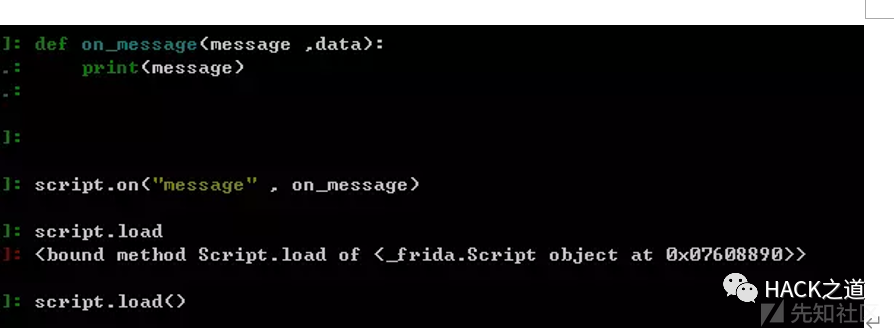 ]: def on_message(message ,data):
.:     print(message)
.:
]:
]: script.on("message" , on_message)
]: script.load
]: <bound method Script.load of <_frida.Script object at 0x07608890>>
]: script.load()
HACK之道
先知社区